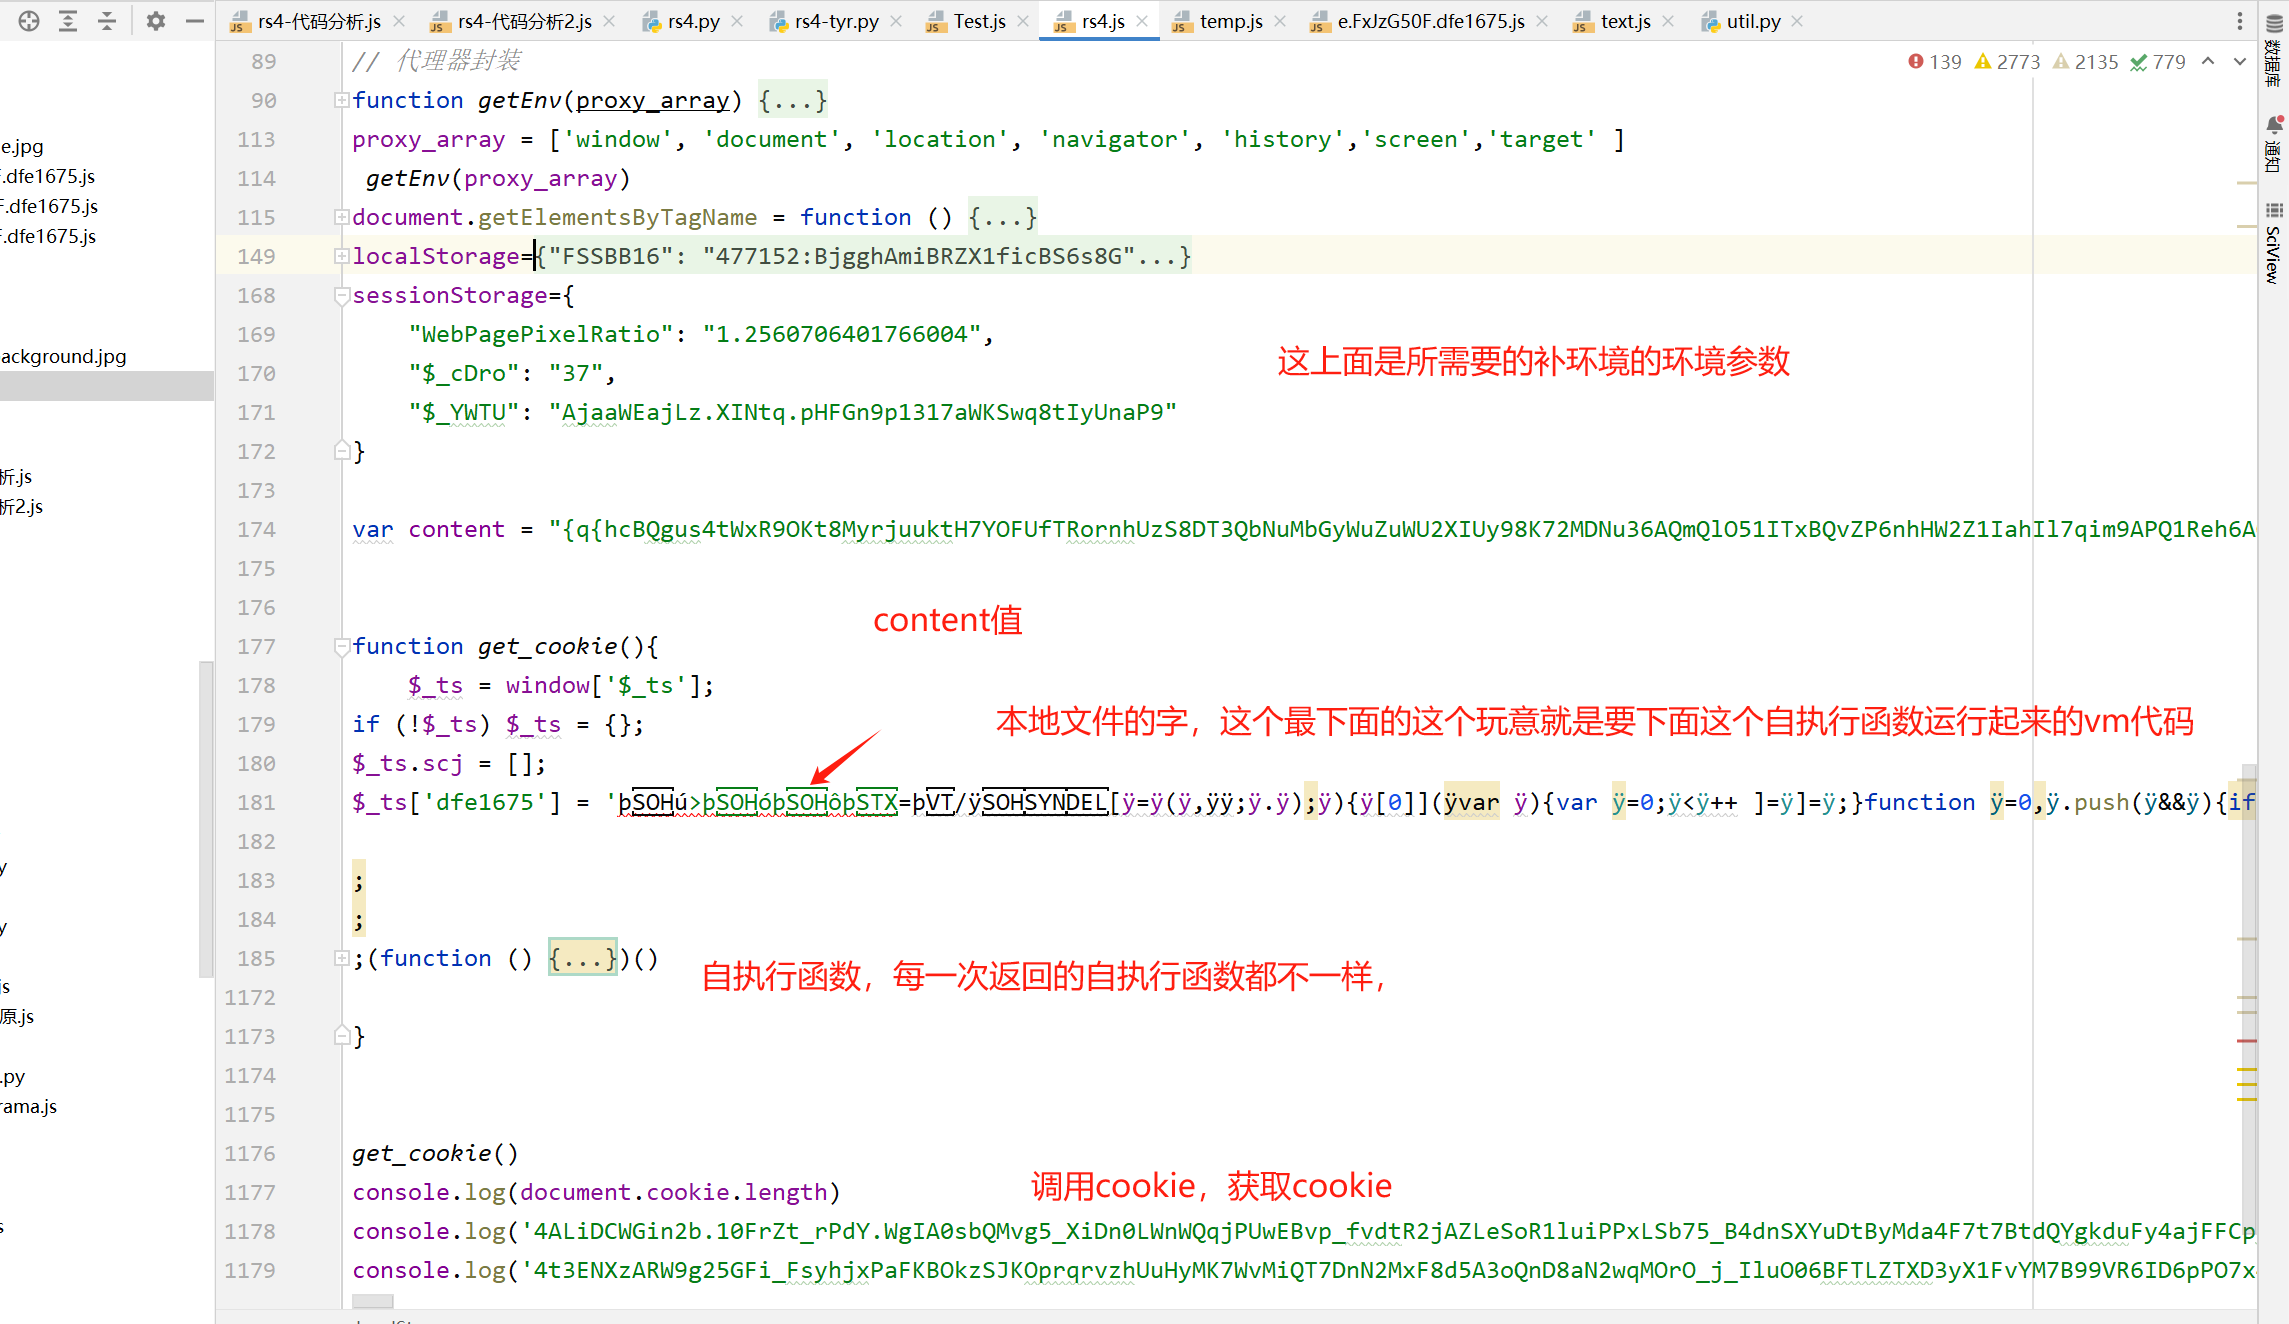 rs4-代码分析.js rs4-代码分析2.js rs4.py rs4-tyr.py Test.js rs4.js temp.js e.FxJzG50F.dfe1675.js text.js util.py
139 2773 2135 779
数据库
通知
SciView
e.jpg
F.dfe1675.js
F.dfe1675.js
F.dfe1675.js
ackground.jpg
析.js
析2.js
y
y
js
原.js
.py
rama.js
s
89 // 代理器封装
90 function getEnv(proxy_array) {...}
113 proxy_array = ['window', 'document', 'location', 'navigator', 'history','screen','target' ]
114 getEnv(proxy_array)
115 document.getElementsByTagName = function () {...}
149 localStorage={"FSSBB16": "477152:BjgghAmiBRZX1ficBS6s8G"...}
168 sessionStorage={
169 "WebPagePixelRatio": "1.2560706401766004",
170 "$_cDro": "37",
这上面是所需要的补环境的环境参数
171 "$_YWTU": "AjaaWEajLz.XINtq.pHFGn9p1317aWKSwq8tIyUnaP9"
172 }
173
174 var content = "{q{hcBQgus4tWxR9OKt8MyrjuuktH7YOFUfTRornhUzS8DT3QbNuMbGyWuZuWU2XIUy98K72MDNu36AQmQlO51ITxBQvZP6nhHW2Z1IahIl7qim9APQ1Reh6A
175
176
content值
177 function get_cookie(){
178 $_ts = window['$_ts'];
179 if (!$_ts) $_ts = {};
本地文件的字，这个最下面的这个玩意就是要下面这个自执行函数运行起来的vm代码
180 $_ts.scj = [];
181 $_ts['dfe1675'] = 'þSOHú>þSOHóþSOHôþSTX=þVT/ÿSOHSYNDEL[ÿ=ÿ(ÿ,ÿÿ;ÿ.ÿ);ÿ){ÿ[0]](ÿvar ÿ){var ÿ=0;ÿ<ÿ++ ]=ÿ]=ÿ;}function ÿ=0,ÿ.push(ÿ&&ÿ){if
182
183 ;
184 ;
185 ;(function () {...})()
自执行函数，每一次返回的自执行函数都不一样，
1172
1173 }
1174
1175
1176 get_cookie()
1177 console.log(document.cookie.length)
调用cookie，获取cookie
1178 console.log('4ALiDCWGin2b.10FrZt_rPdY.WgIA0sbQMvg5_XiDn0LWnWQqjPUwEBvp_fvdtR2jAZLeSoR1luiPPxLSb75_B4dnSXYuDtByMda4F7t7BtdQYgkduFy4ajFFCp
1179 console.log('4t3ENXzARW9g25GFi_FsyhjxPaFKBOkzSJKOprqrvzhUuHyMK7WvMiQT7DnN2MxF8d5A3oQnD8aN2wqMOrO_j_IluO06BFTLZTXD3yX1FvYM7B99VR6ID6pPO7x